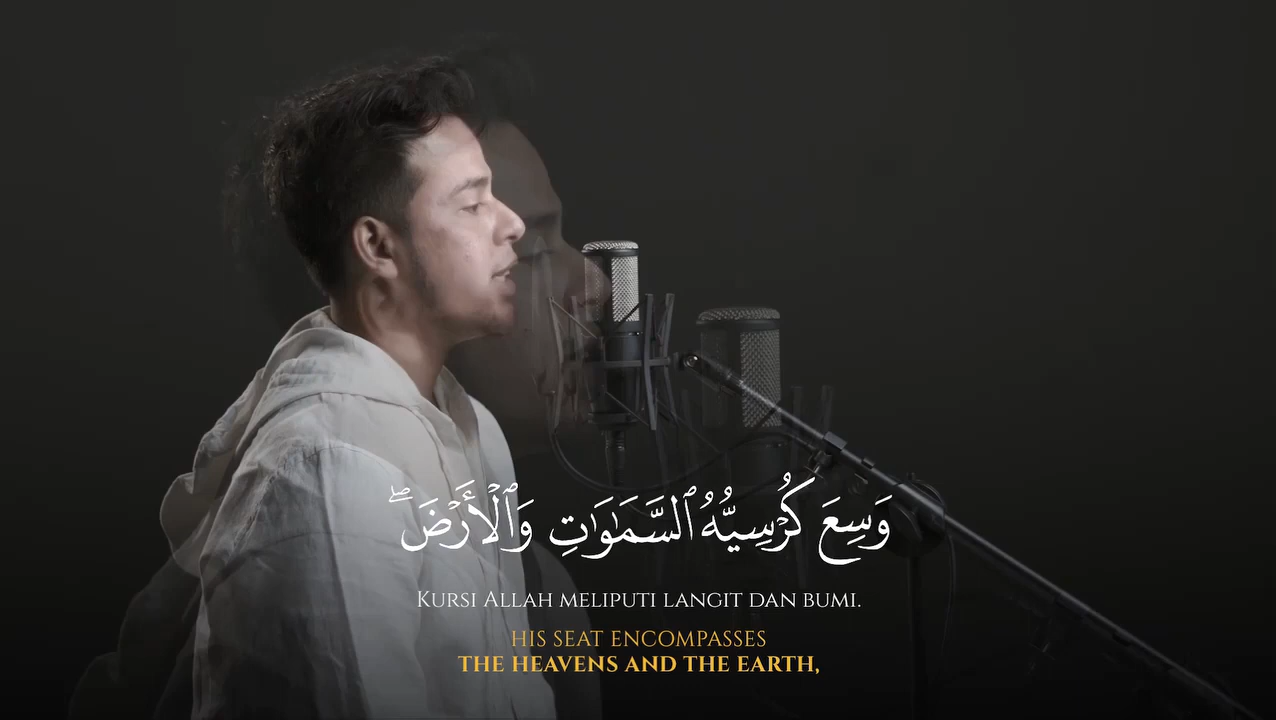 وَسِعَ كُرْسِيُّهُ ٱلسَّمَٰوَٰتِ وَٱلْأَرْضَ ۖ
KURSI ALLAH MELIPUTI LANGIT DAN BUMI.
HIS SEAT ENCOMPASSES
THE HEAVENS AND THE EARTH,